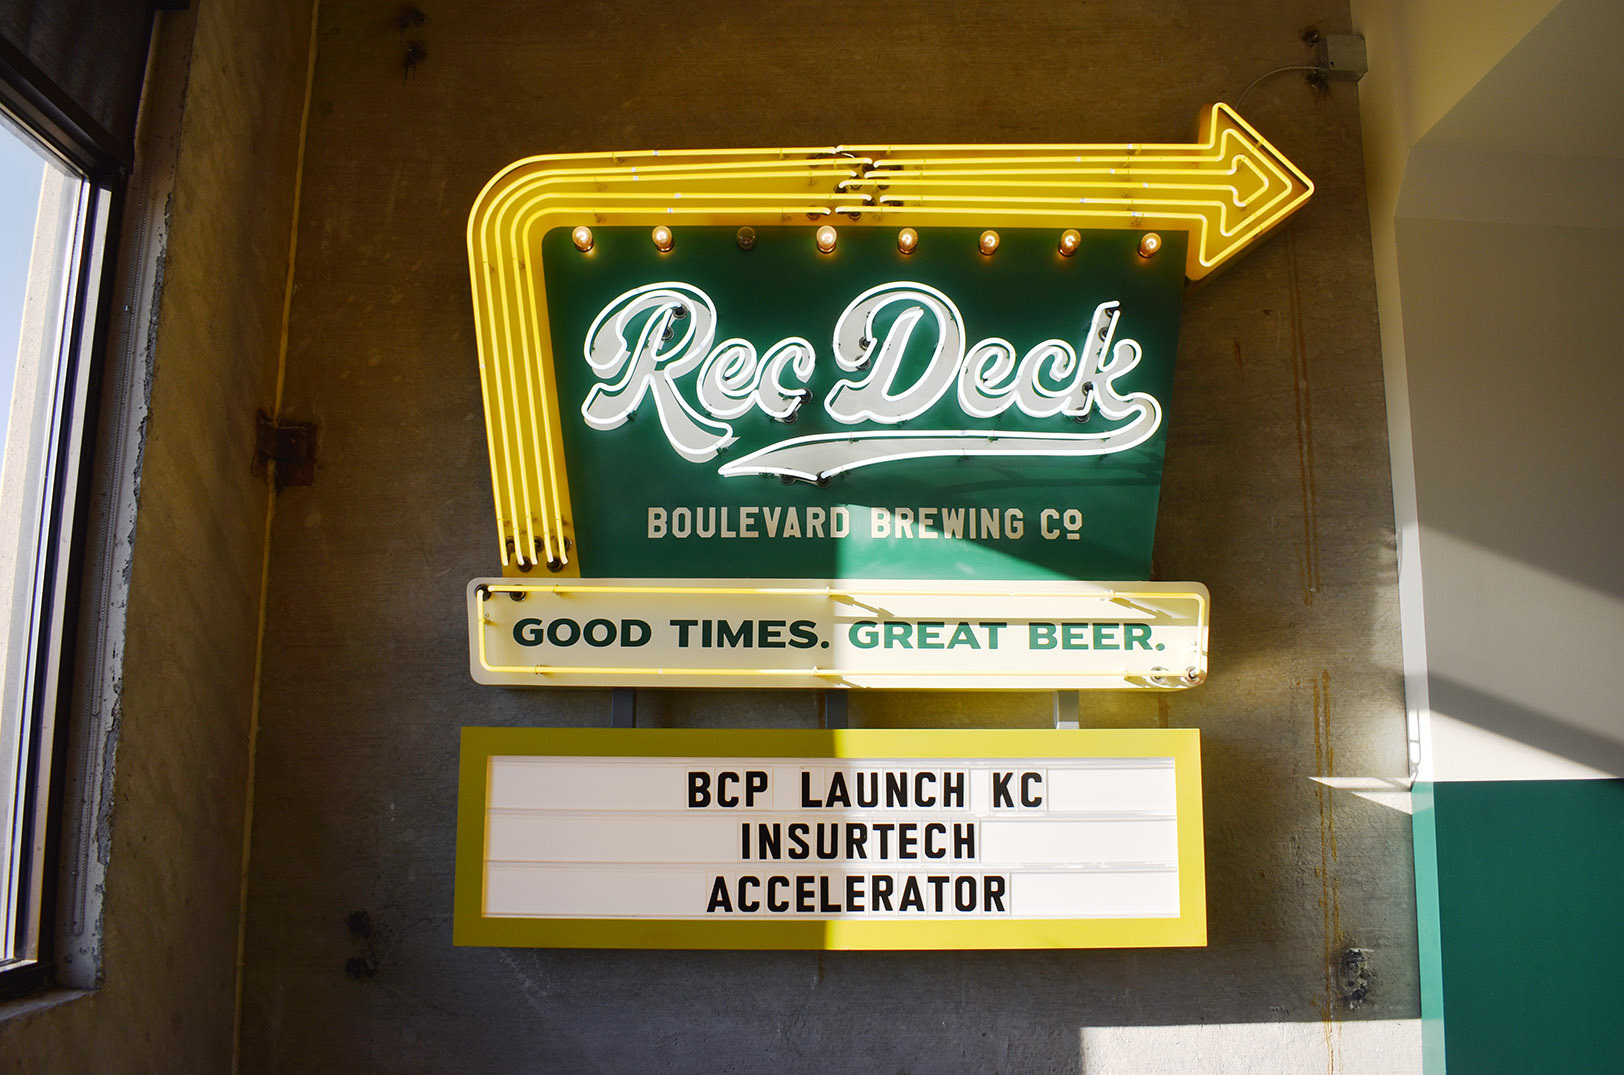 Rec Deck
BOULEVARD BREWING Cº
GOOD TIMES. GREAT BEER.
BCP LAUNCH KC
INSURTECH
ACCELERATOR